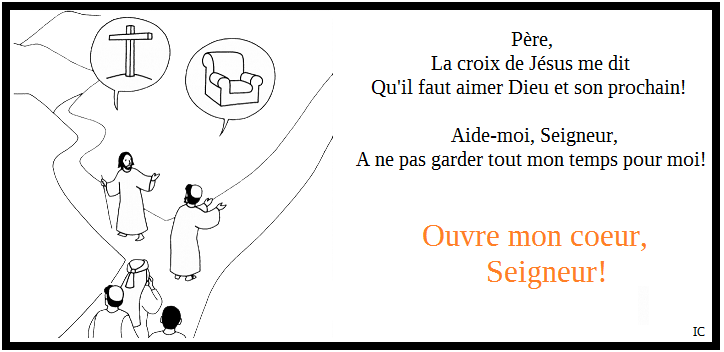 Père,
La croix de Jésus me dit
Qu'il faut aimer Dieu et son prochain!
Aide-moi, Seigneur,
A ne pas garder tout mon temps pour moi!
Ouvre mon coeur,
Seigneur!
IC